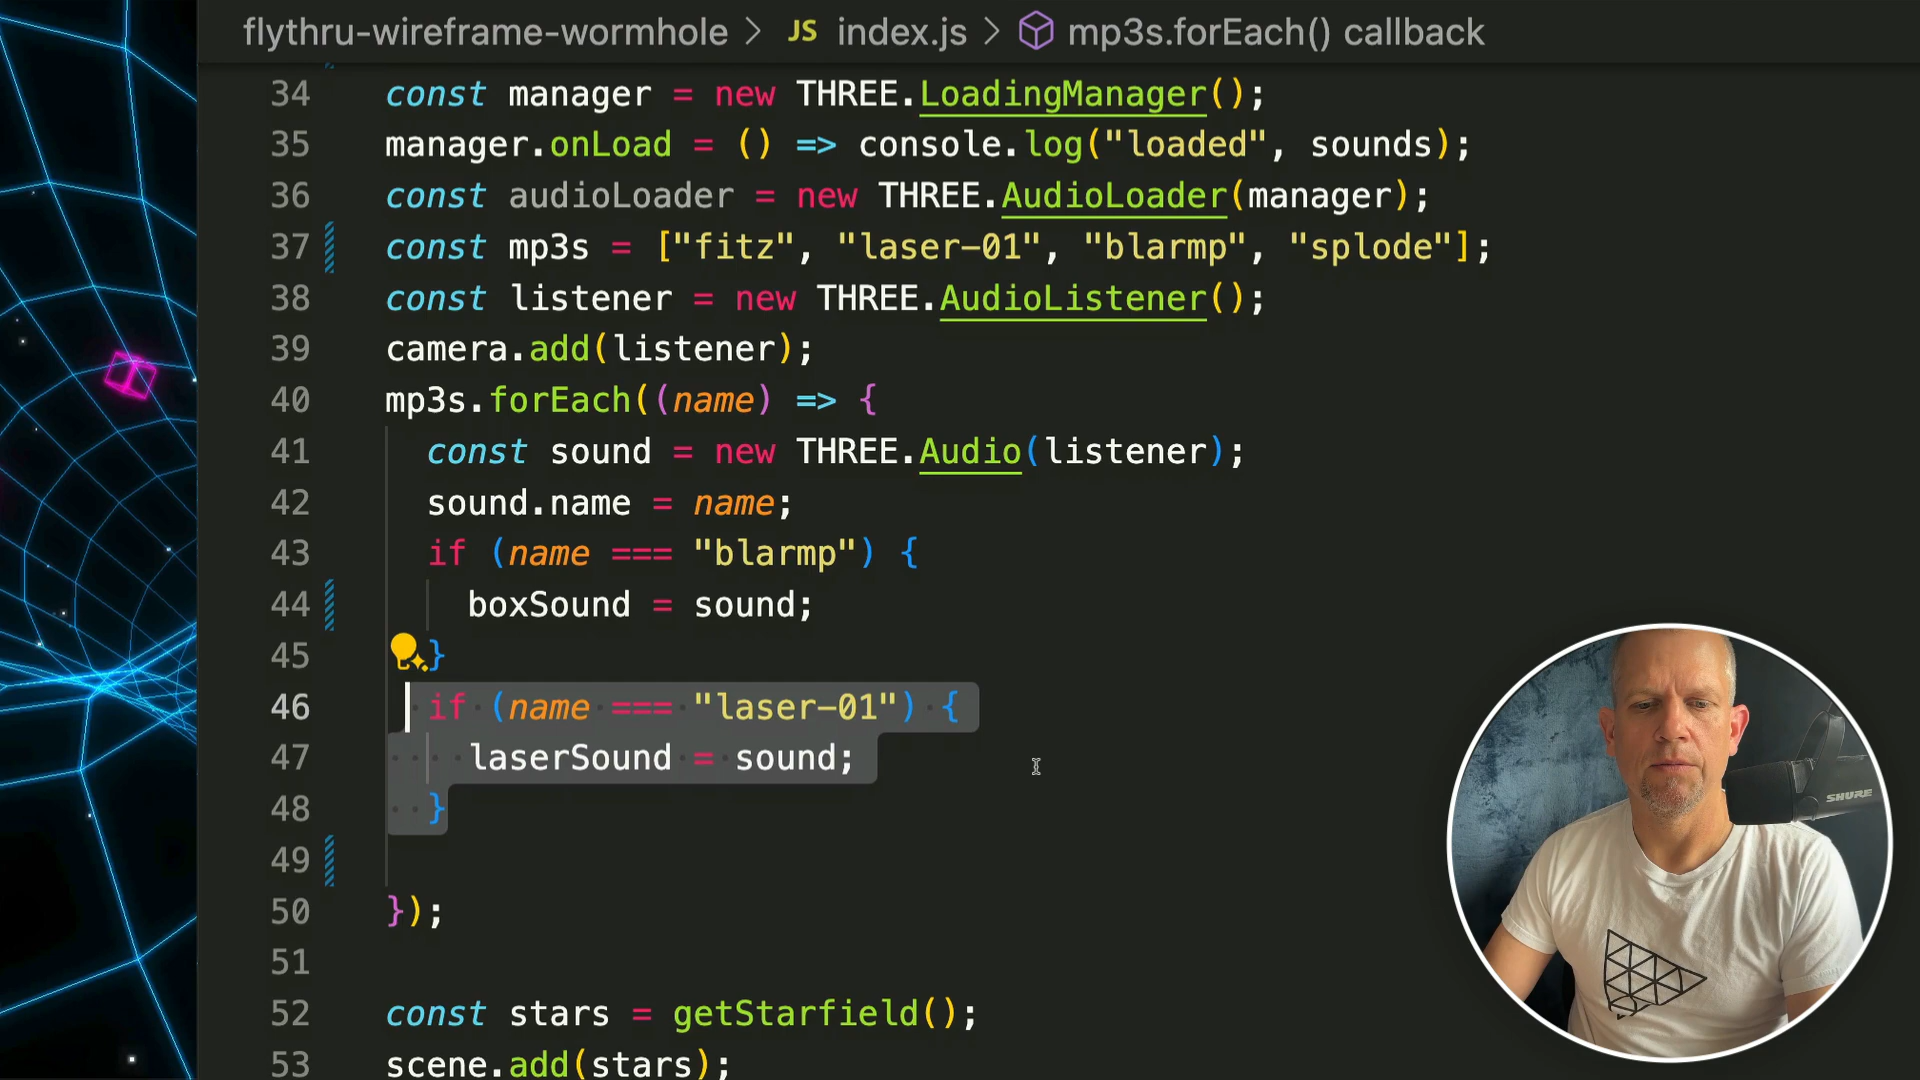 flythru-wireframe-wormhole > JS index.js > mp3s.forEach() callback
34 const manager = new THREE.LoadingManager();
35 manager.onLoad = () => console.log("loaded", sounds);
36 const audioLoader = new THREE.AudioLoader(manager);
37 const mp3s = ["fitz", "laser-01", "blarmp", "splode"];
38 const listener = new THREE.AudioListener();
39 camera.add(listener);
40 mp3s.forEach((name) => {
41 const sound = new THREE.Audio(listener);
42 sound.name = name;
43 if (name === "blarmp") {
44 boxSound = sound;
45 }
46 if (name === "laser-01") {
47 laserSound = sound;
48 }
49
50 });
51
52 const stars = getStarfield();
53 scene.add(stars);
SHURE